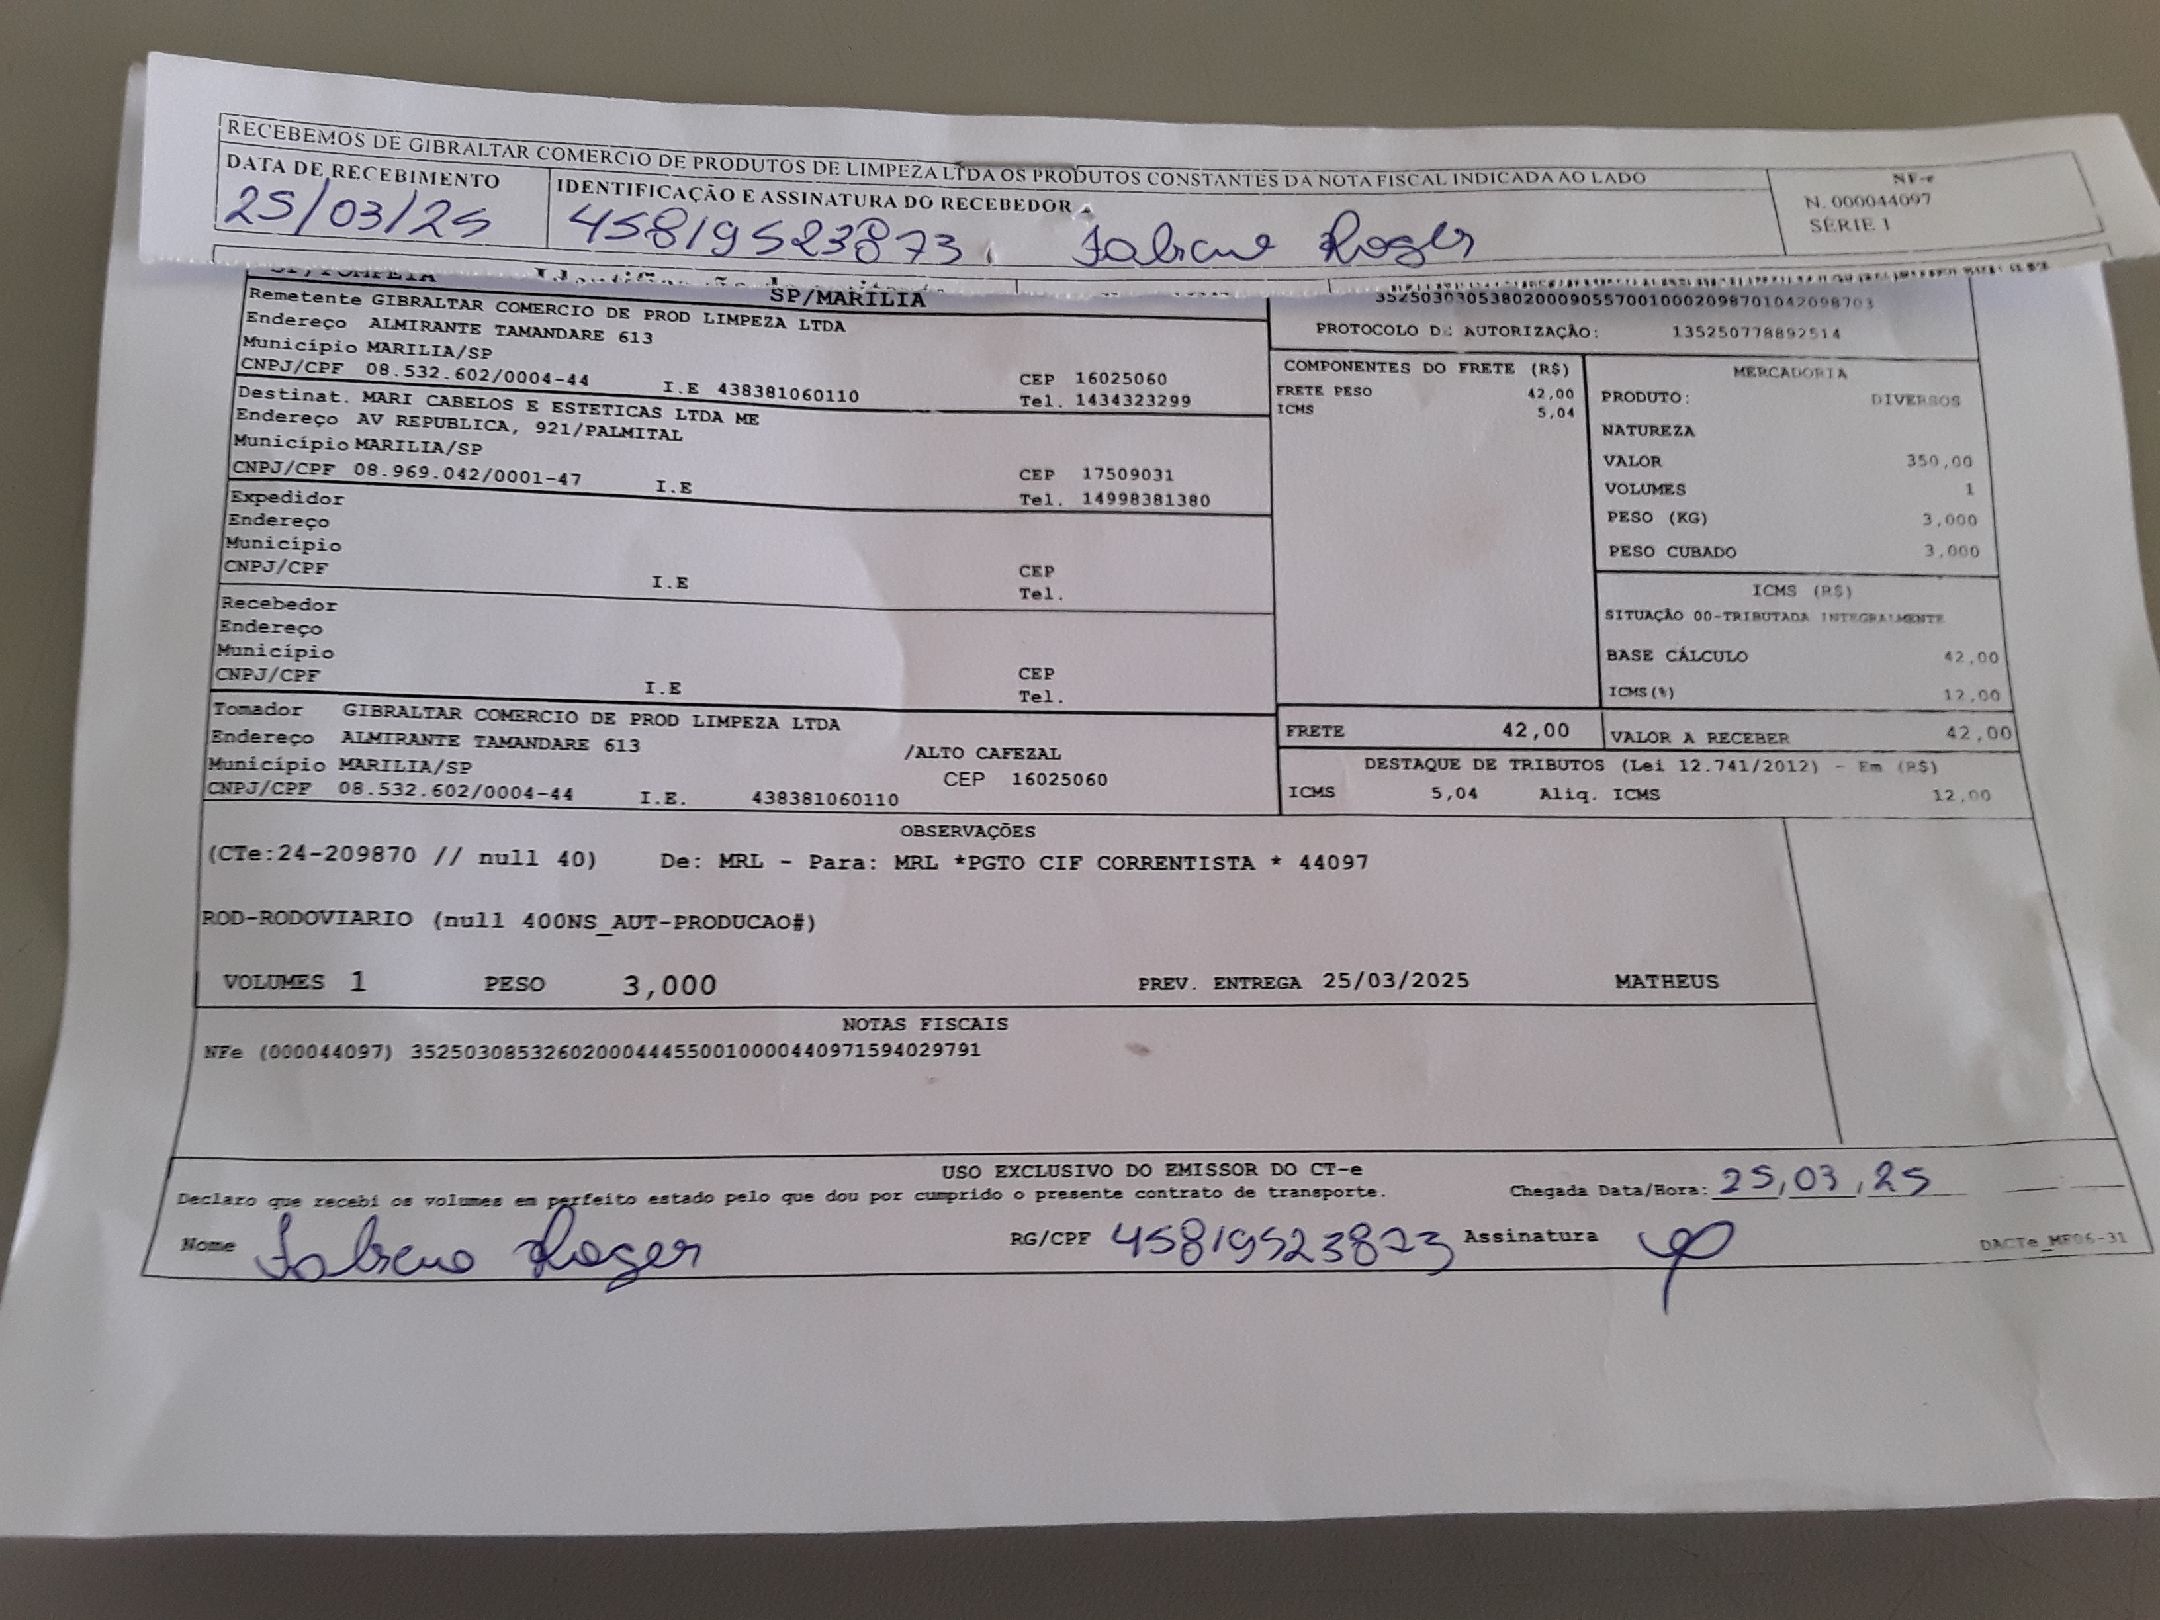 RECEBEMOS DE GIBRALTAR COMERCIO DE PRODUTOS DE LIMPEZA LTDA OS PRODUTOS CONSTANTES DA NOTA FISCAL INDICADA AO LADO
NF-e
N. 000044097
SÉRIE 1
DATA DE RECEBIMENTO
25/03/25
IDENTIFICAÇÃO E ASSINATURA DO RECEBEDOR
45819523873 Roger
SP/MARILIA
35250303053802000905570010002098701042098703
PROTOCOLO DE AUTORIZAÇÃO: 135250778892514
Remetente GIBRALTAR COMERCIO DE PROD LIMPEZA LTDA
Endereço ALMIRANTE TAMANDARE 613
Município MARILIA/SP
CNPJ/CPF 08.532.602/0004-44 I.E 438381060110
CEP 16025060
Tel. 1434323299
Destinat. MARI CABELOS E ESTETICAS LTDA ME
Endereço AV REPUBLICA, 921/PALMITAL
Município MARILIA/SP
CNPJ/CPF 08.969.042/0001-47 I.E
CEP 17509031
Tel. 14998381380
Expedidor
Endereço
Município
CNPJ/CPF I.E
CEP
Tel.
Recebedor
Endereço
Município
CNPJ/CPF I.E
CEP
Tel.
Tomador GIBRALTAR COMERCIO DE PROD LIMPEZA LTDA
Endereço ALMIRANTE TAMANDARE 613 /ALTO CAFEZAL
Município MARILIA/SP CEP 16025060
CNPJ/CPF 08.532.602/0004-44 I.E. 438381060110
COMPONENTES DO FRETE (R$)
FRETE PESO 42,00
ICMS 5,04
MERCADORIA
PRODUTO: DIVERSOS
NATUREZA
VALOR 350,00
VOLUMES 1
PESO (KG) 3,000
PESO CUBADO 3,000
ICMS (R$)
SITUAÇÃO 00-TRIBUTADA INTEGRALMENTE
BASE CÁLCULO 42,00
ICMS(%) 12,00
FRETE 42,00 VALOR A RECEBER 42,00
DESTAQUE DE TRIBUTOS (Lei 12.741/2012) - Em (R$)
ICMS 5,04 Aliq. ICMS 12,00
OBSERVAÇÕES
(CTe:24-209870 // null 40) De: MRL - Para: MRL *PGTO CIF CORRENTISTA * 44097
ROD-RODOVIARIO (null 400NS_AUT-PRODUCAO#)
VOLUMES 1 PESO 3,000 PREV. ENTREGA 25/03/2025 MATHEUS
NOTAS FISCAIS
NFe (000044097) 35250308532602000444550010000440971594029791
USO EXCLUSIVO DO EMISSOR DO CT-e
Declaro que recebi os volumes em perfeito estado pelo que dou por cumprido o presente contrato de transporte.
Chegada Data/Hora: 25,03,25
Nome Roger RG/CPF 45819523873 Assinatura
DACTe_MF06-31